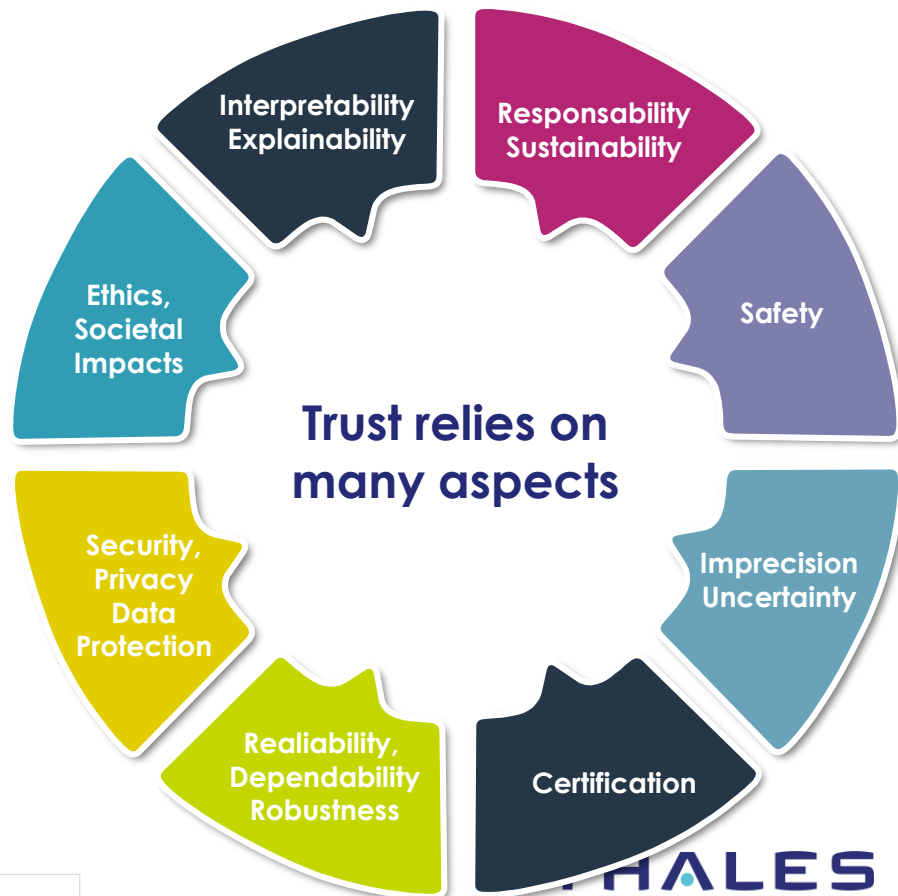 Interpretability
Explainability
Responsability
Sustainability
Ethics,
Societal
Impacts
Safety
Trust relies on
many aspects
Security,
Privacy
Data
Protection
Imprecision
Uncertainty
Realiability,
Dependability
Robustness
Certification
THALES